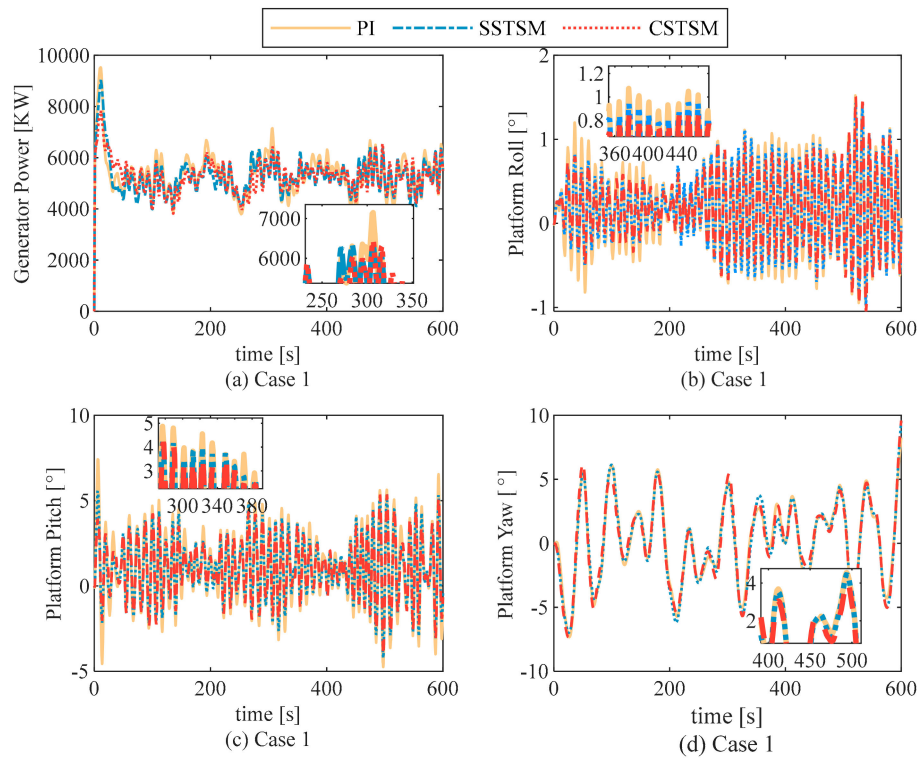 PI SSTSM CSTSM
10000
8000
6000
4000
2000
0
Generator Power [KW]
7000
6000
250 300 350
0 200 400 600
time [s]
(a) Case 1
2
1
0
-1
Platform Roll [°]
1.2
1
0.8
360 400 440
0 200 400 600
time [s]
(b) Case 1
10
5
0
-5
Platform Pitch [°]
5
4
3
300 340 380
0 200 400 600
time [s]
(c) Case 1
10
5
0
-5
-10
Platform Yaw [°]
4
2
400 450 500
0 200 400 600
time [s]
(d) Case 1